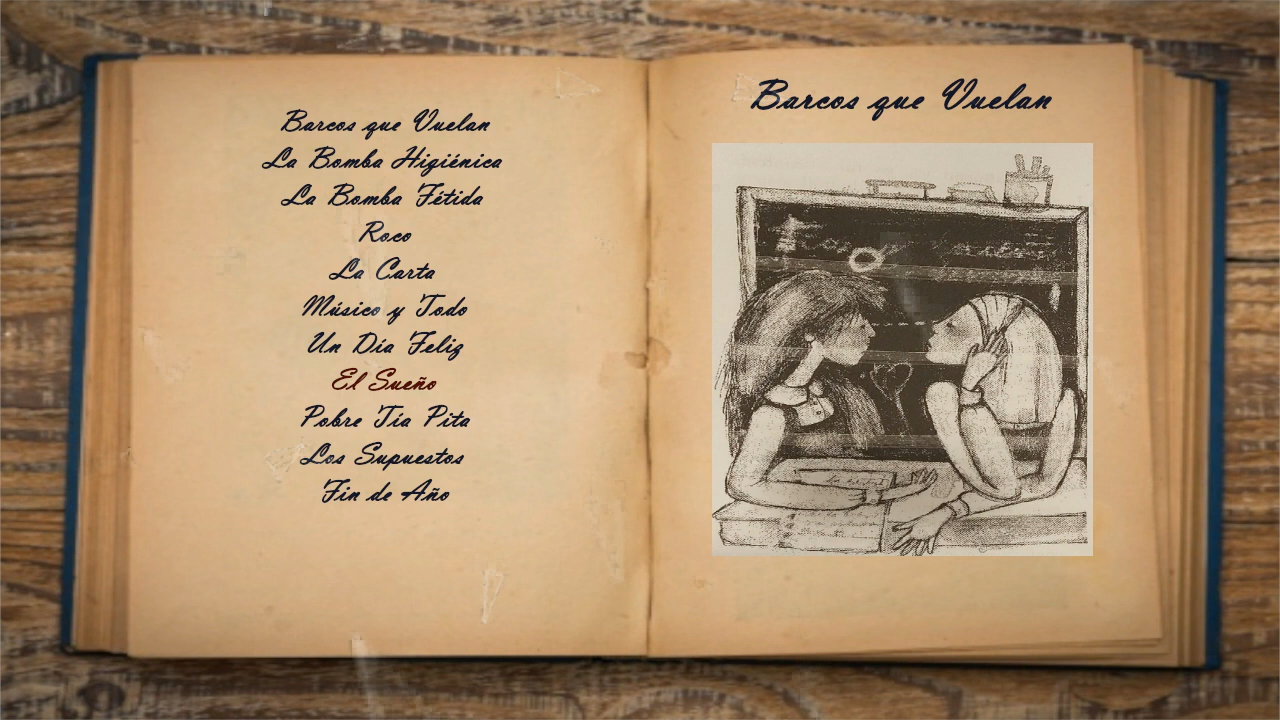 Barcos que Vuelan
La Bomba Higiénica
La Bomba Fétida
Roco
La Carta
Músico y Todo
Un Día Feliz
El Sueño
Pobre Tía Pita
Los Supuestos
Fin de Año
Barcos que Vuelan